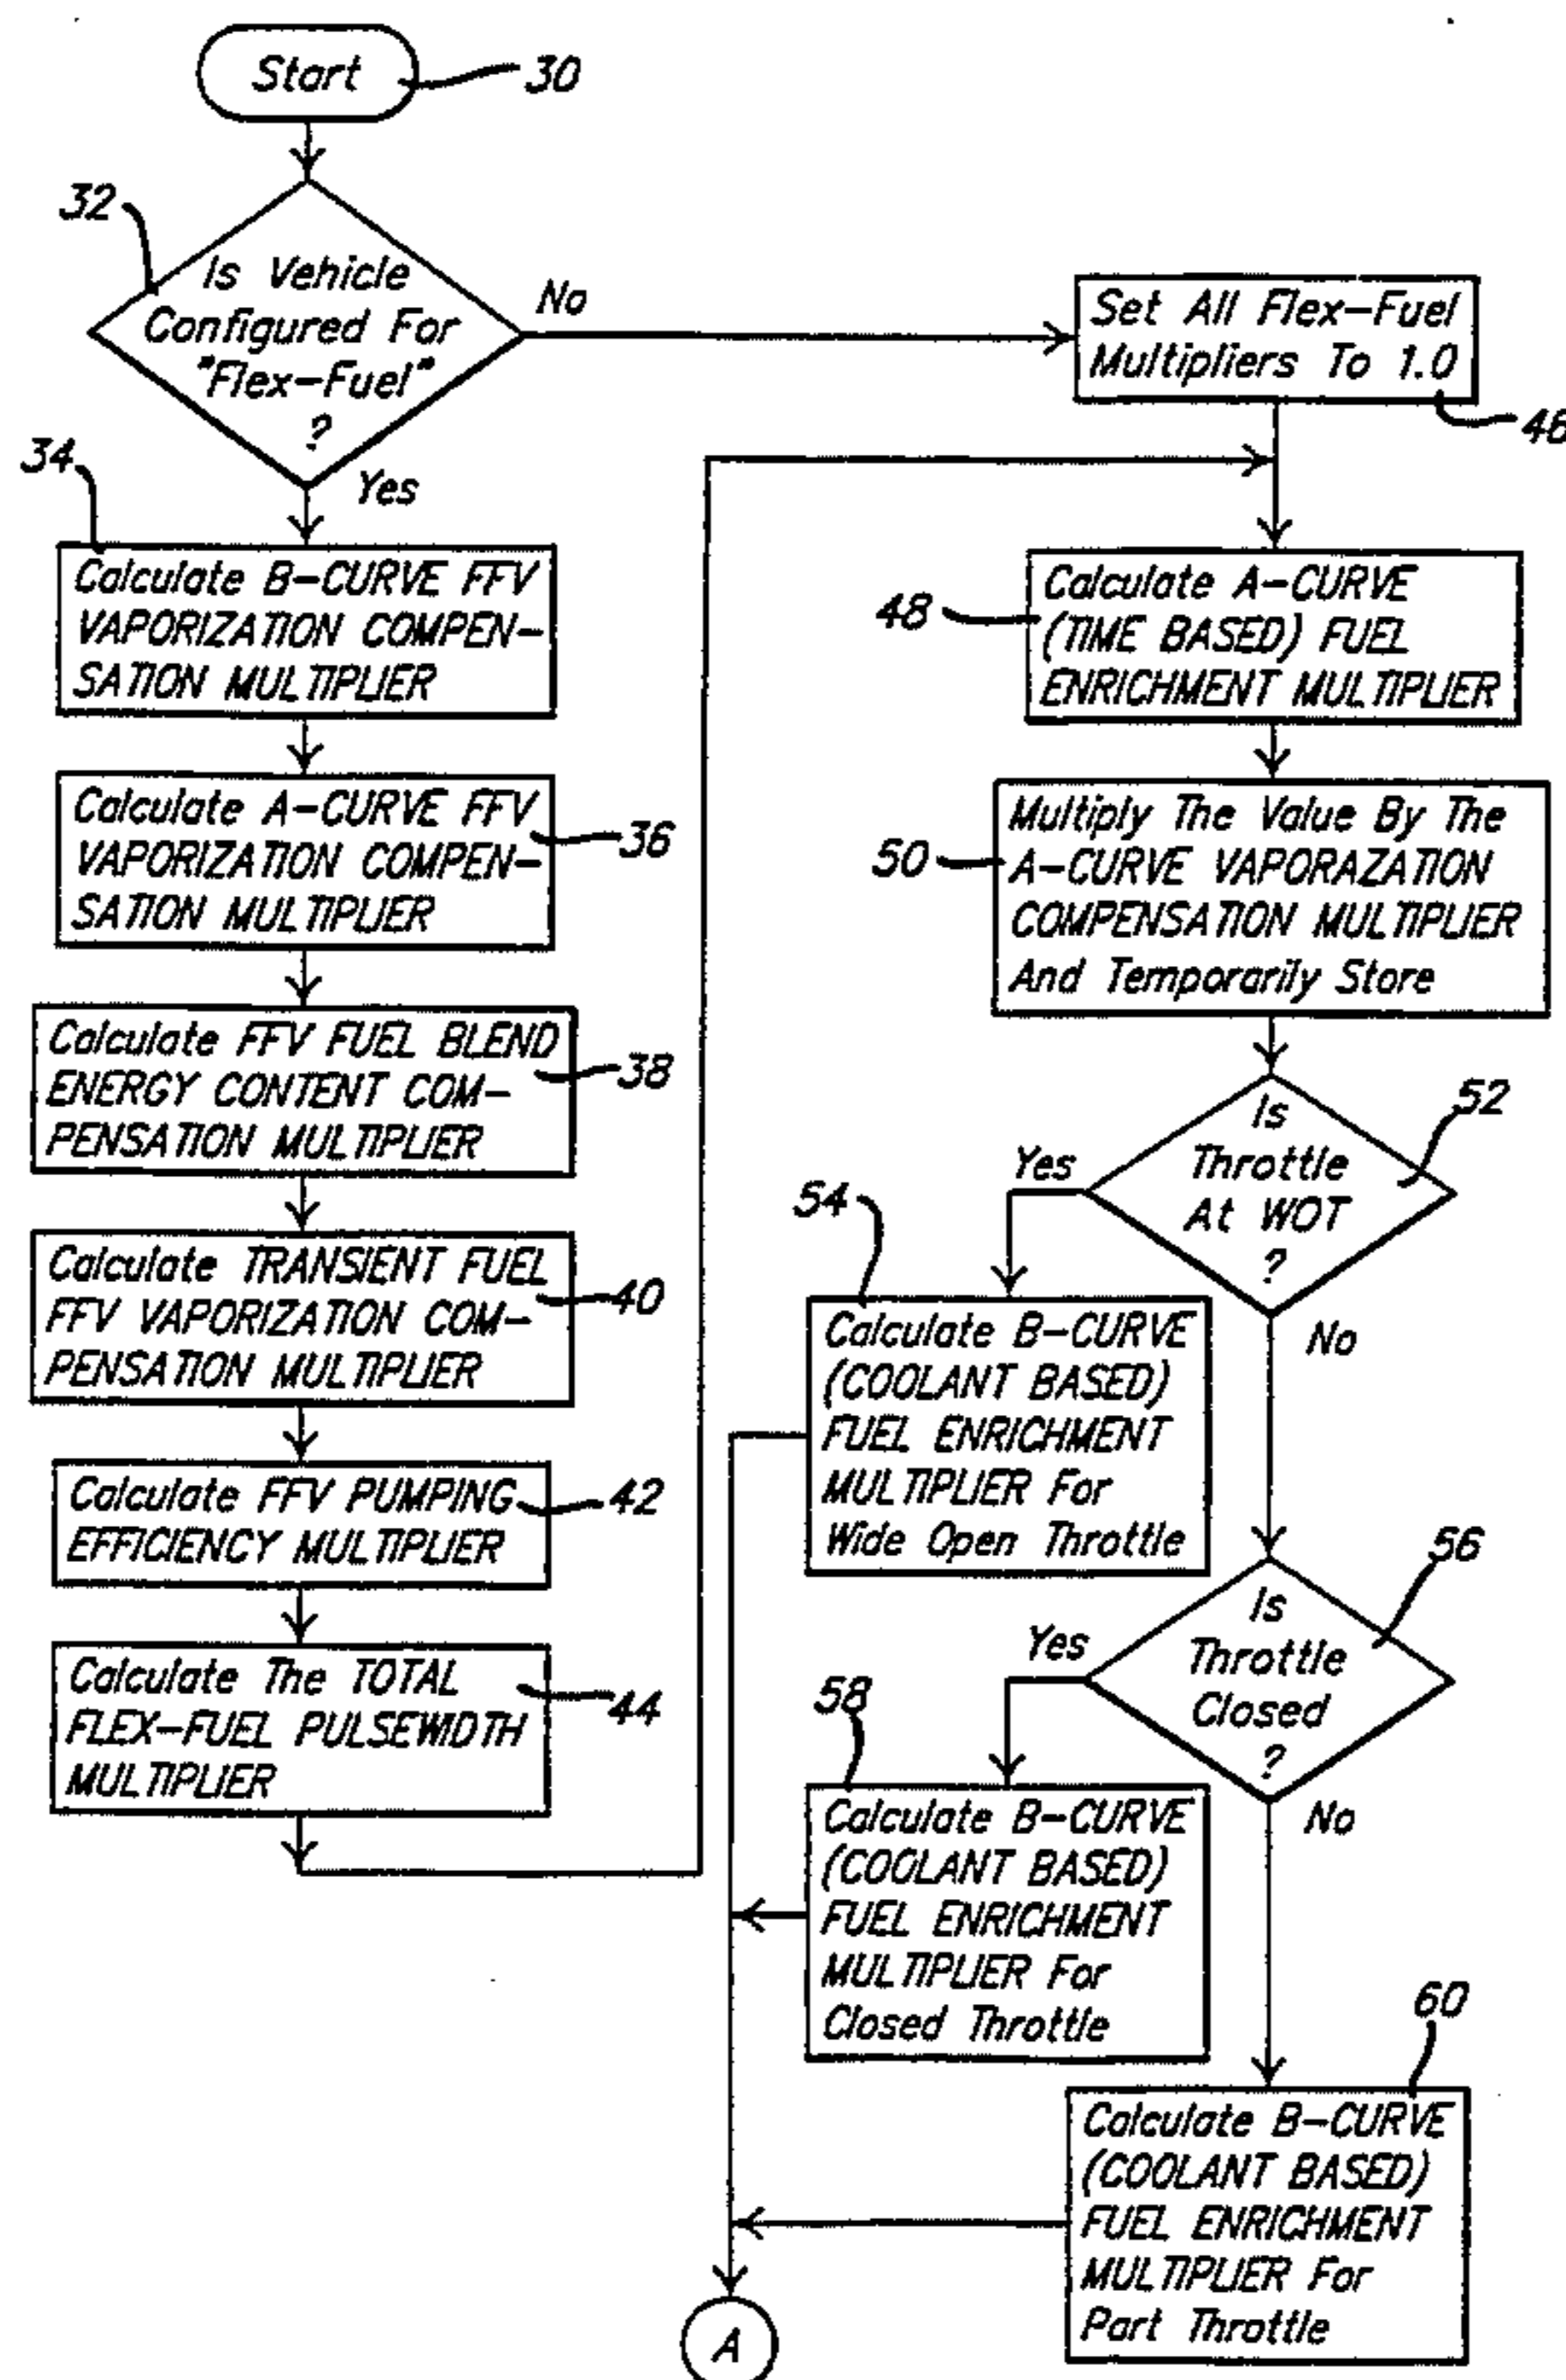 Start
30
32
Is Vehicle
Configured For
"Flex-Fuel"
?
No
Yes
34
Calculate B-CURVE FFV
VAPORIZATION COMPEN-
SATION MULTIPLIER
Calculate A-CURVE FFV
VAPORIZATION COMPEN-
SATION MULTIPLIER
36
Calculate FFV FUEL BLEND
ENERGY CONTENT COM-
PENSATION MULTIPLIER
38
Calculate TRANSIENT FUEL
FFV VAPORIZATION COM-
PENSATION MULTIPLIER
40
Calculate FFV PUMPING
EFFICIENCY MULTIPLIER
42
Calculate The TOTAL
FLEX-FUEL PULSEWIDTH
MULTIPLIER
44
Set All Flex-Fuel
Multipliers To 1.0
46
48
Calculate A-CURVE
(TIME BASED) FUEL
ENRICHMENT MULTIPLIER
50
Multiply The Value By The
A-CURVE VAPORAZATION
COMPENSATION MULTIPLIER
And Temporarily Store
52
Is
Throttle
At WOT
?
Yes
No
54
Calculate B-CURVE
(COOLANT BASED)
FUEL ENRICHMENT
MULTIPLIER For
Wide Open Throttle
56
Is
Throttle
Closed
?
Yes
No
58
Calculate B-CURVE
(COOLANT BASED)
FUEL ENRICHMENT
MULTIPLIER For
Closed Throttle
60
Calculate B-CURVE
(COOLANT BASED)
FUEL ENRICHMENT
MULTIPLIER For
Part Throttle
A